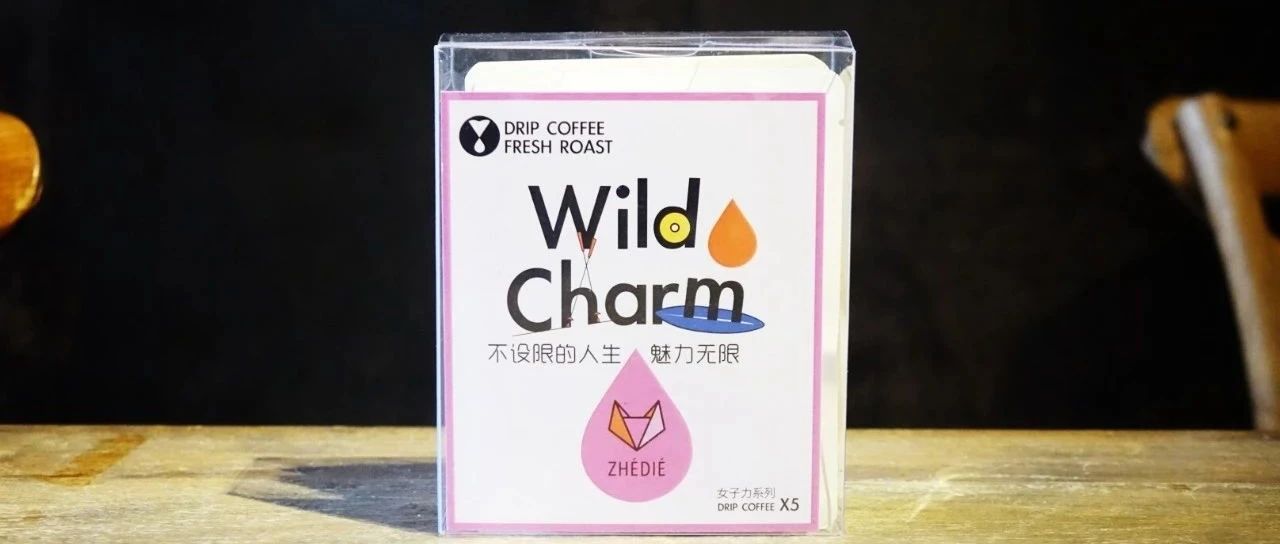 DRIP COFFEE
FRESH ROAST
Wild
Charm
不设限的人生 魅力无限
ZHÉDIÉ
女子力系列
DRIP COFFEE X5